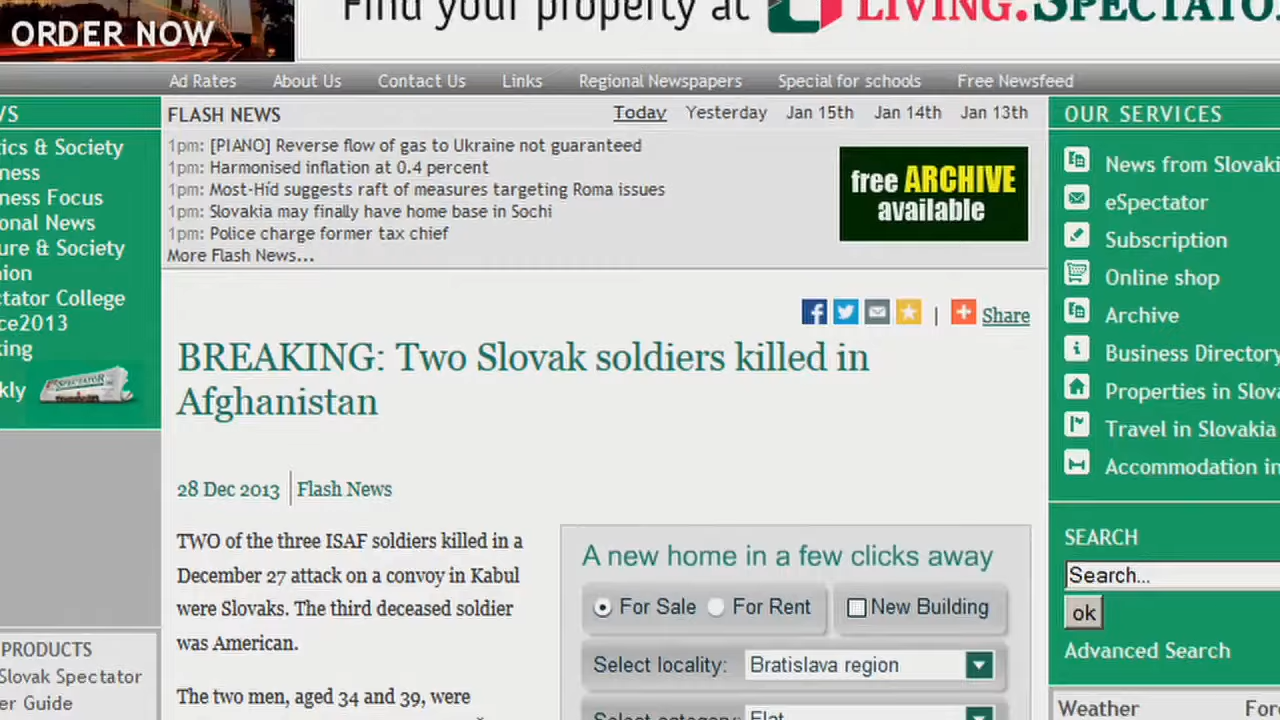 ORDER NOW
Find your property at LIVING.SPECTATO
Ad Rates About Us Contact Us Links Regional Newspapers Special for schools Free Newsfeed
FLASH NEWS
Today Yesterday Jan 15th Jan 14th Jan 13th
1pm: [PIANO] Reverse flow of gas to Ukraine not guaranteed
1pm: Harmonised inflation at 0.4 percent
1pm: Most-Híd suggests raft of measures targeting Roma issues
1pm: Slovakia may finally have home base in Sochi
1pm: Police charge former tax chief
More Flash News...
free ARCHIVE
available
Share
BREAKING: Two Slovak soldiers killed in
Afghanistan
28 Dec 2013 Flash News
TWO of the three ISAF soldiers killed in a
December 27 attack on a convoy in Kabul
were Slovaks. The third deceased soldier
was American.
The two men, aged 34 and 39, were
A new home in a few clicks away
For Sale For Rent New Building
Select locality: Bratislava region
Select category: Flat
OUR SERVICES
News from Slovaki
eSpectator
Subscription
Online shop
Archive
Business Directory
Properties in Slova
Travel in Slovakia
Accommodation in
SEARCH
Search...
ok
Advanced Search
Weather For
WS
tics & Society
ness
ness Focus
onal News
ure & Society
nion
ctator College
ce2013
king
kly
SPECTATOR
PRODUCTS
Slovak Spectator
er Guide